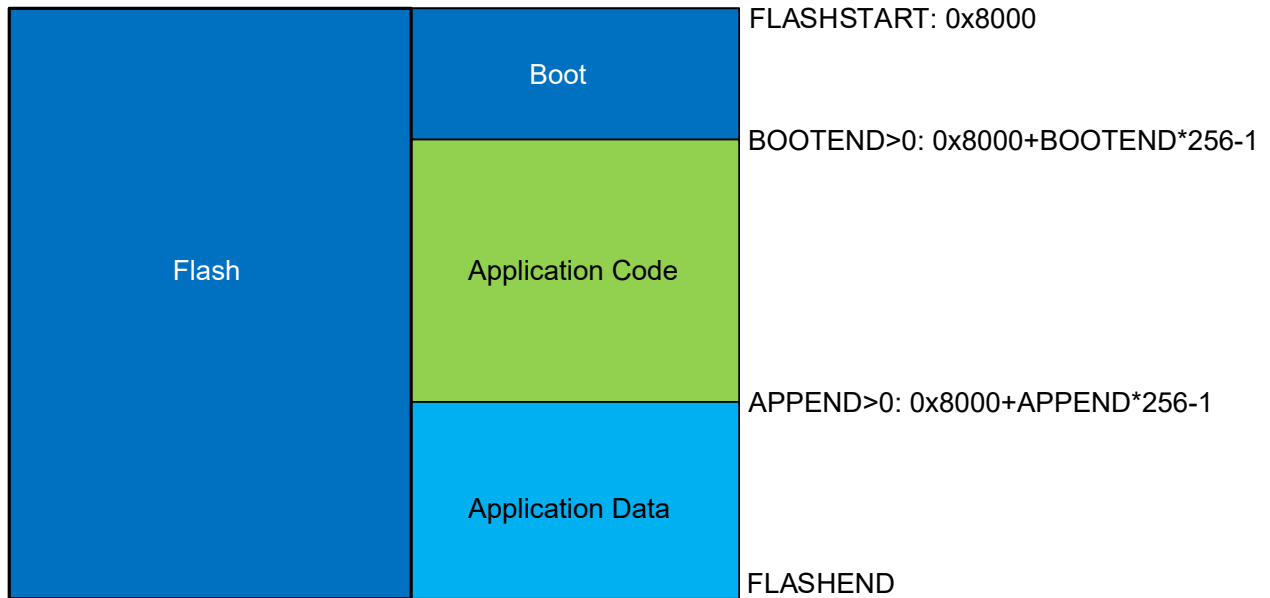 FLASHSTART: 0x8000
Boot
BOOTEND>0: 0x8000+BOOTEND*256-1
Flash
Application Code
APPEND>0: 0x8000+APPEND*256-1
Application Data
FLASHEND